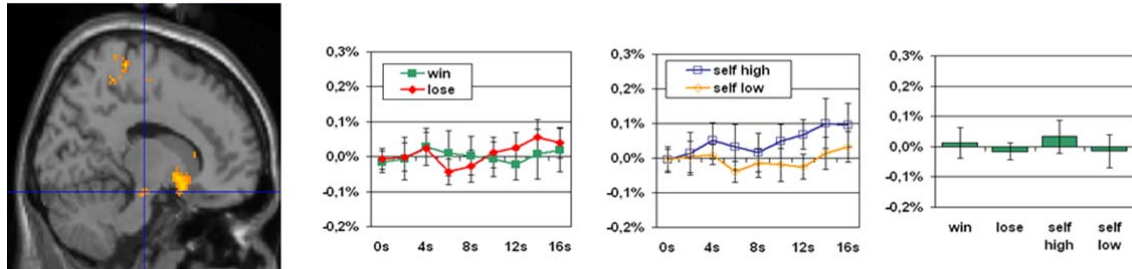 0,3%
0,2%
0,1%
0,0%
-0,1%
-0,2%
win
lose
0s 4s 8s 12s 16s
0,3%
0,2%
0,1%
0,0%
-0,1%
-0,2%
self high
self low
0s 4s 8s 12s 16s
0,3%
0,2%
0,1%
0,0%
-0,1%
-0,2%
win lose self high self low